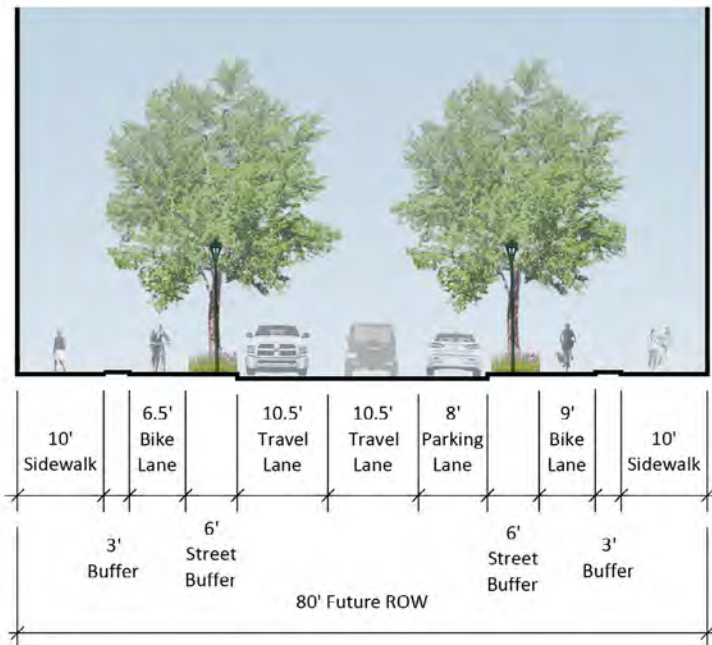 10'
Sidewalk
3'
Buffer
6.5'
Bike
Lane
6'
Street
Buffer
10.5'
Travel
Lane
10.5'
Travel
Lane
8'
Parking
Lane
6'
Street
Buffer
9'
Bike
Lane
3'
Buffer
10'
Sidewalk
80' Future ROW